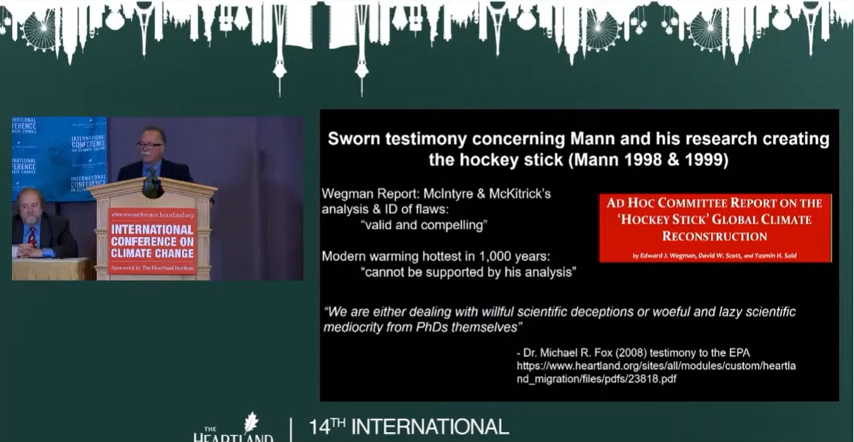 INTERNATIONAL
CONFERENCE
climateconference.heartland.org
INTERNATIONAL
CONFERENCE ON
CLIMATE CHANGE
Sponsored by The Heartland Institute
Sworn testimony concerning Mann and his research creating
the hockey stick (Mann 1998 & 1999)
Wegman Report: McIntyre & McKitrick's
analysis & ID of flaws:
"valid and compelling"
Modern warming hottest in 1,000 years:
"cannot be supported by his analysis"
AD HOC COMMITTEE REPORT ON THE
'HOCKEY STICK' GLOBAL CLIMATE
RECONSTRUCTION
by Edward J. Wegman, David W. Scott, and Yasmin H. Said
"We are either dealing with willful scientific deceptions or woeful and lazy scientific
mediocrity from PhDs themselves"
- Dr. Michael R. Fox (2008) testimony to the EPA
https://www.heartland.org/sites/all/modules/custom/heartla
nd_migration/files/pdfs/23818.pdf
THE
HEARTLAND
14TH INTERNATIONAL